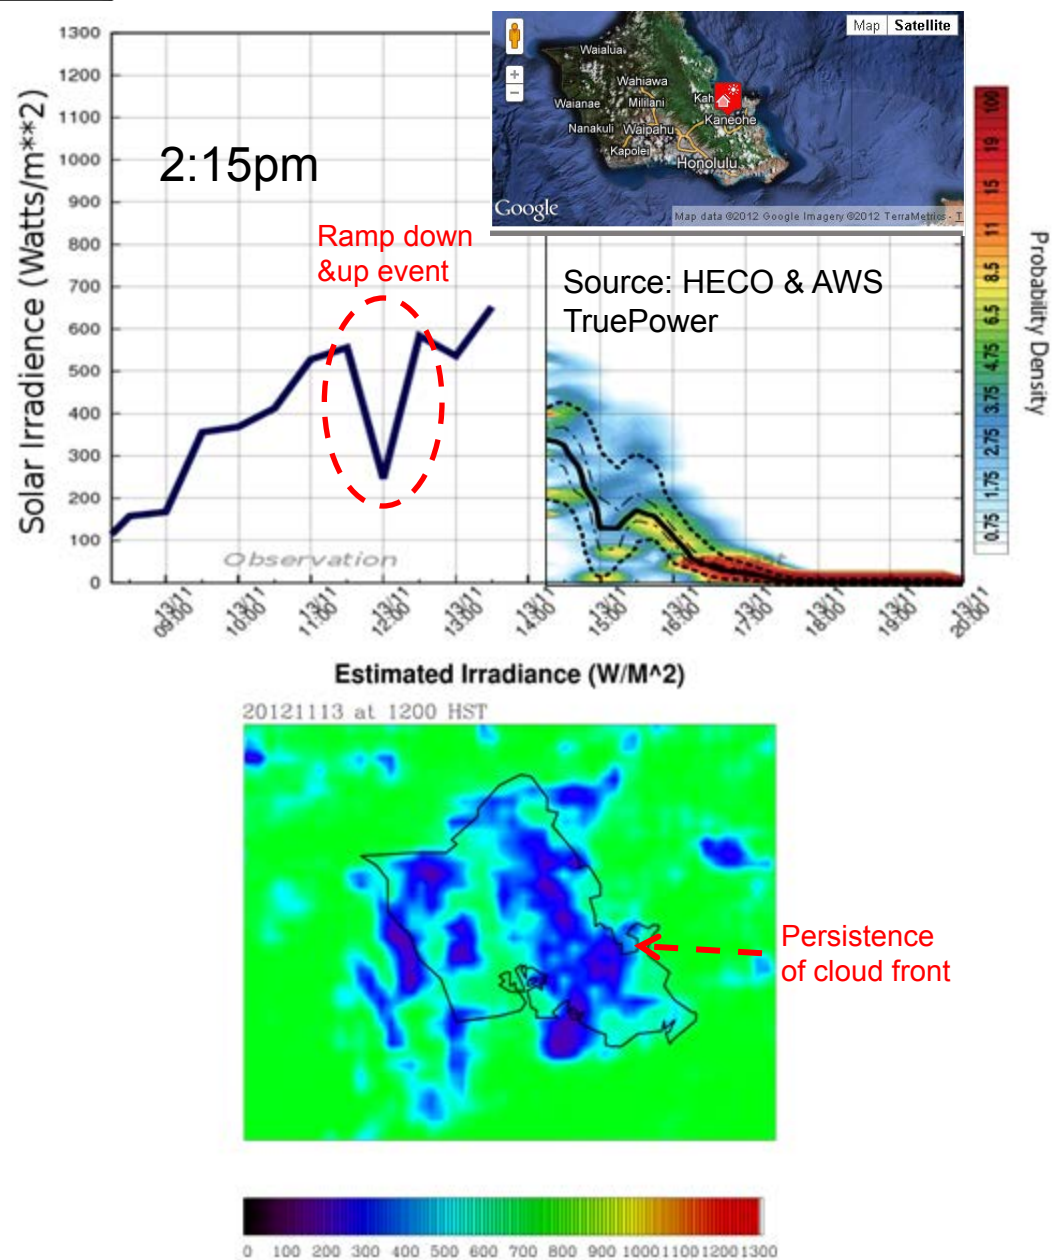 1300
1200
1100
1000
900
800
700
600
500
400
300
200
100
0
Solar Irradience (Watts/m**2)
2:15pm
Ramp down
&up event
Observation
Map Satellite
Waialua
Wahiawa
Waianae Mililani Kah
Kaneohe
Nanakuli Waipahu
Kapolei
Honolulu
Google
Map data ©2012 Google Imagery ©2012 TerraMetrics - T
Source: HECO & AWS
TruePower
100
19
15
11
8.5
6.5
4.75
3.75
2.75
1.75
0.75
Probability Density
13/11 13/11 13/11 13/11 13/11 13/11 13/11 13/11 13/11 13/11 13/11 13/11
09:00 10:00 11:00 12:00 13:00 14:00 15:00 16:00 17:00 18:00 19:00 20:00
Estimated Irradiance (W/M^2)
20121113 at 1200 HST
Persistence
of cloud front
0 100 200 300 400 500 600 700 800 900 1000 1100 1200 1300